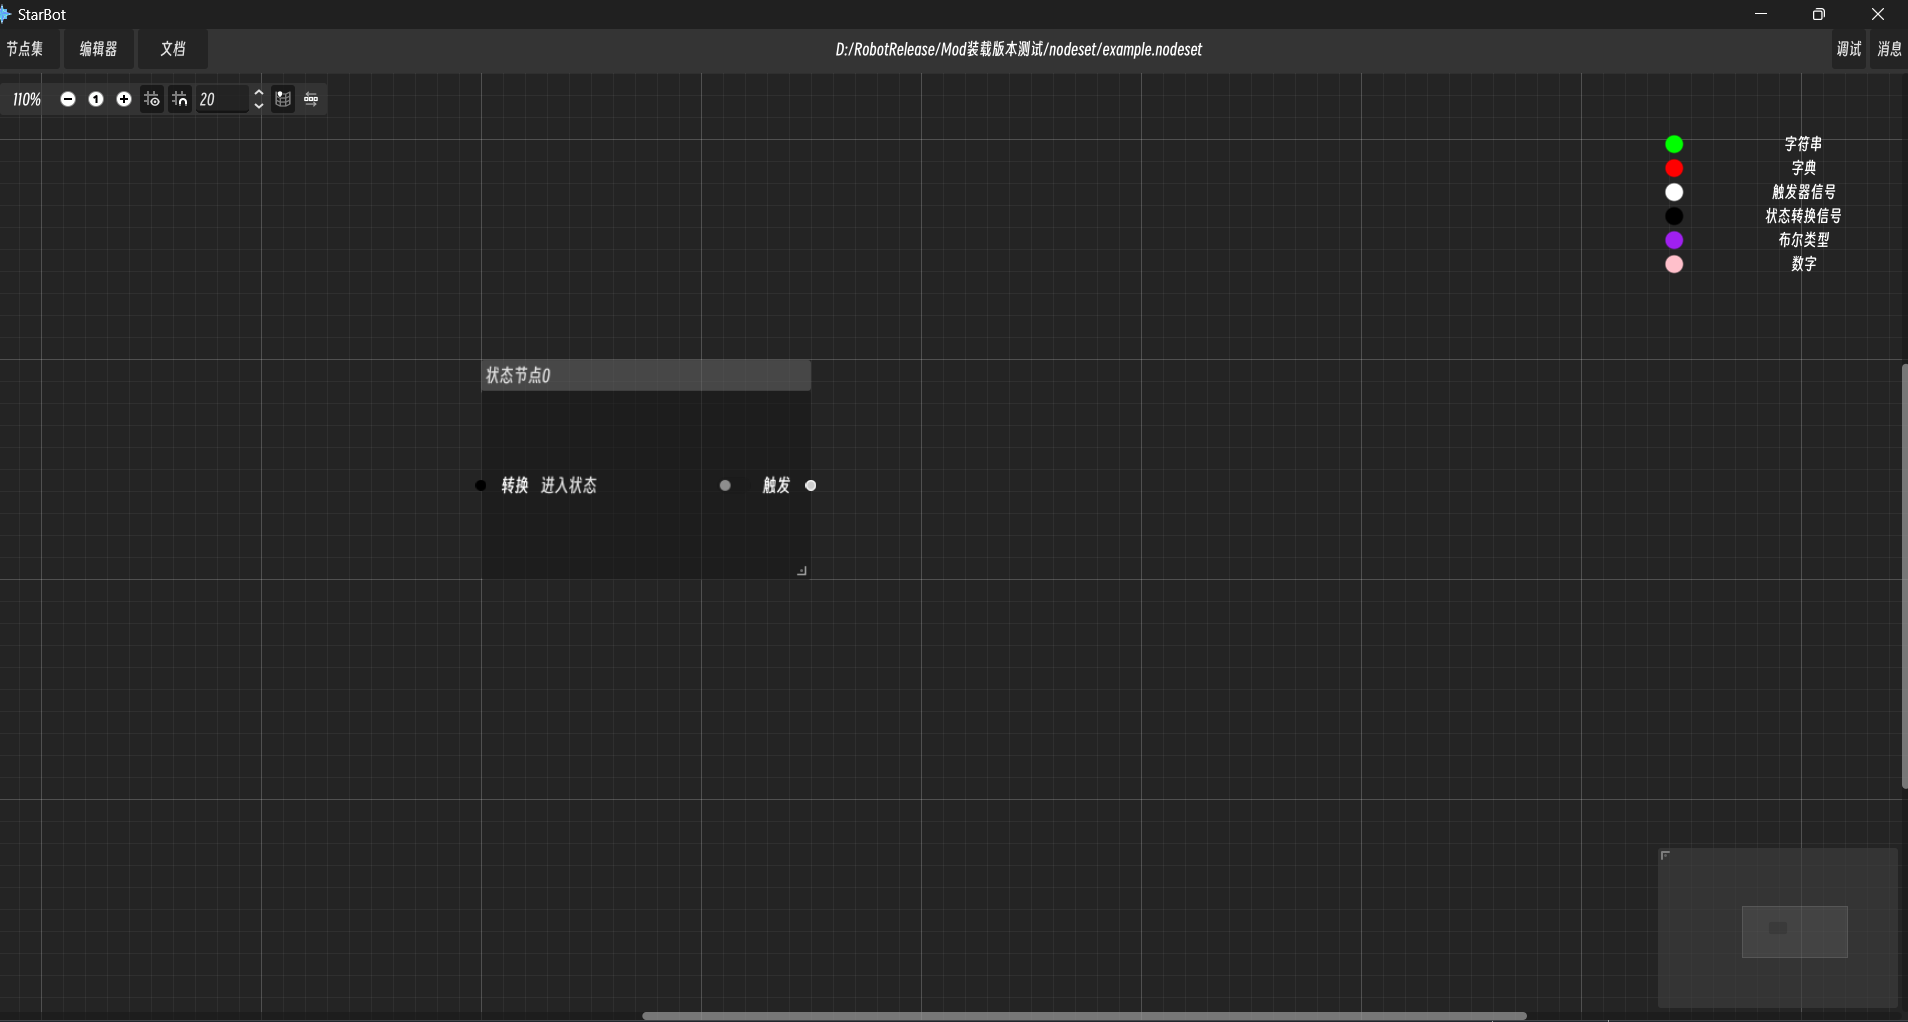 StarBot
节点集 编辑器 文档 D:/RobotRelease/Mod装载版本测试/nodeset/example.nodeset 调试 消息
110% 1 20
字符串
字典
触发器信号
状态转换信号
布尔类型
数字
状态节点0
转换 进入状态 触发